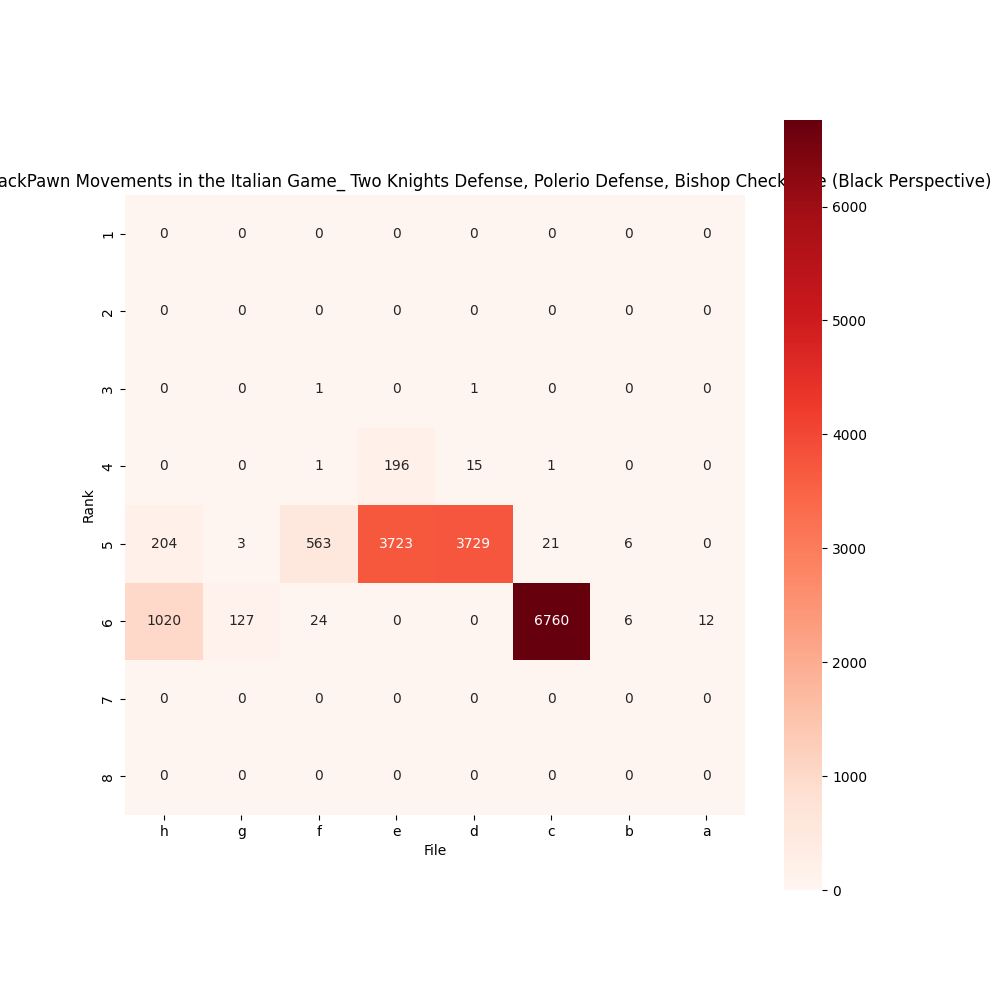 ackPawn Movements in the Italian Game_ Two Knights Defense, Polerio Defense, Bishop Check e (Black Perspective)
6000
5000
4000
3000
2000
1000
0
Rank
1 0 0 0 0 0 0 0 0
2 0 0 0 0 0 0 0 0
3 0 0 1 0 1 0 0 0
4 0 0 1 196 15 1 0 0
5 204 3 563 3723 3729 21 6 0
6 1020 127 24 0 0 6760 6 12
7 0 0 0 0 0 0 0 0
8 0 0 0 0 0 0 0 0
h g f e d c b a
File